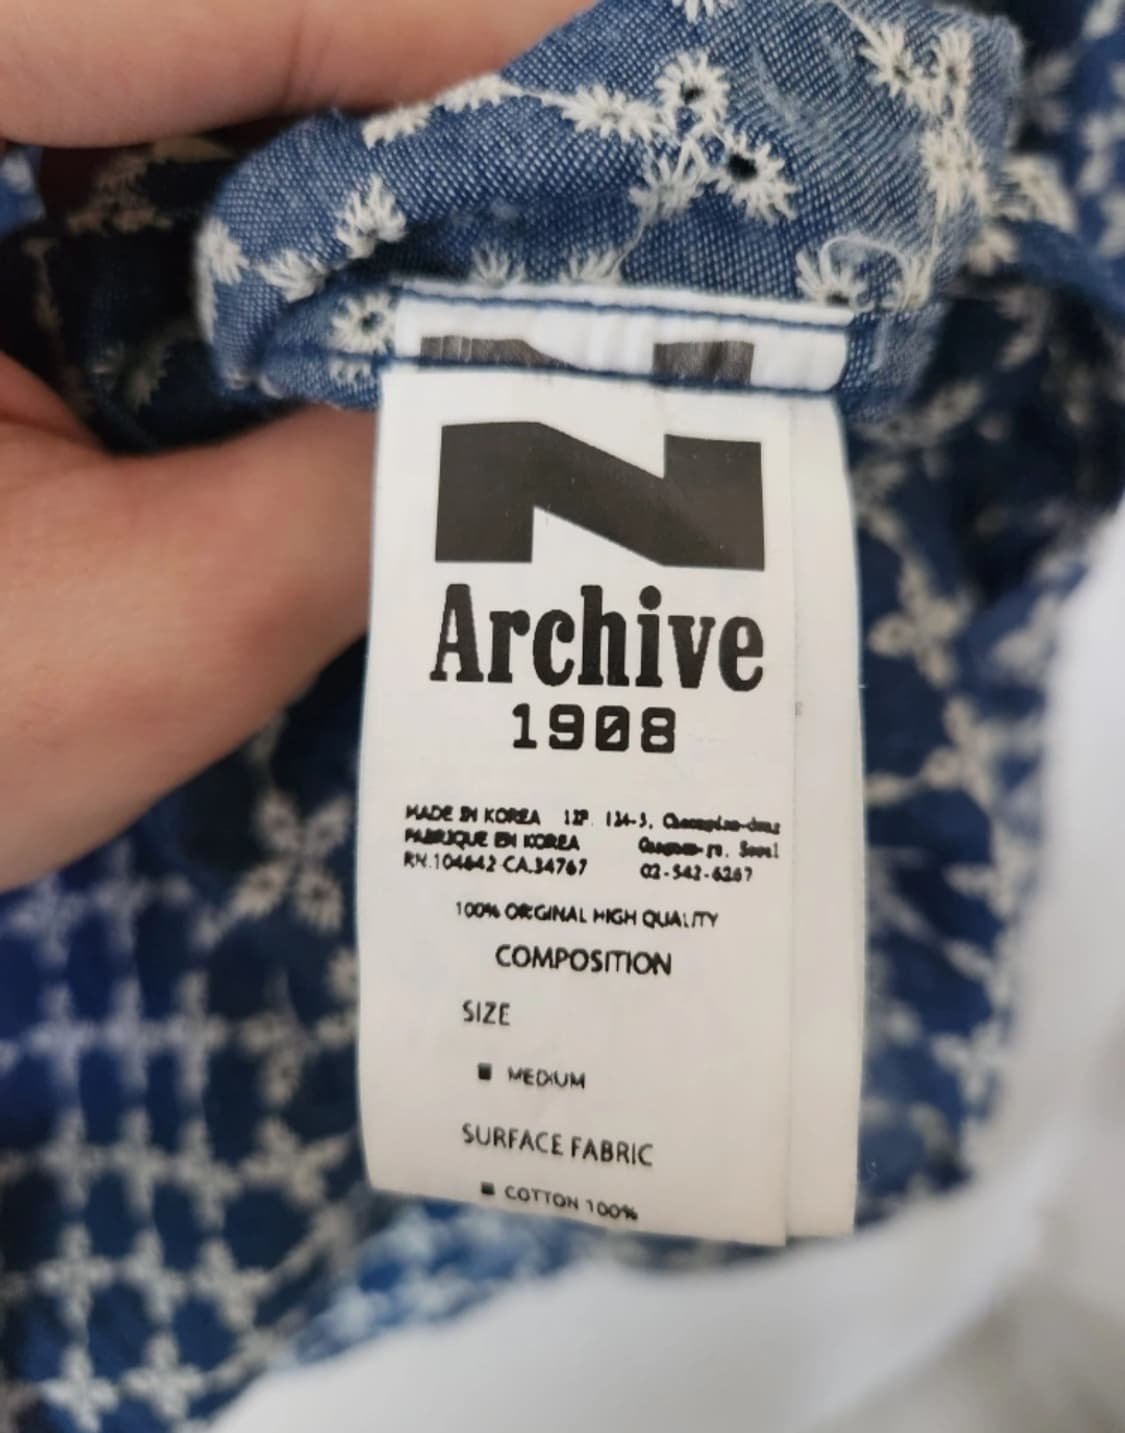 N
Archive
1908
MADE IN KOREA
FABRIQUE EN KOREA
RN.104642 CA.34767
Seoul
02-542-6267
100% ORGINAL HIGH QUALITY
COMPOSITION
SIZE
MEDIUM
SURFACE FABRIC
COTTON 100%